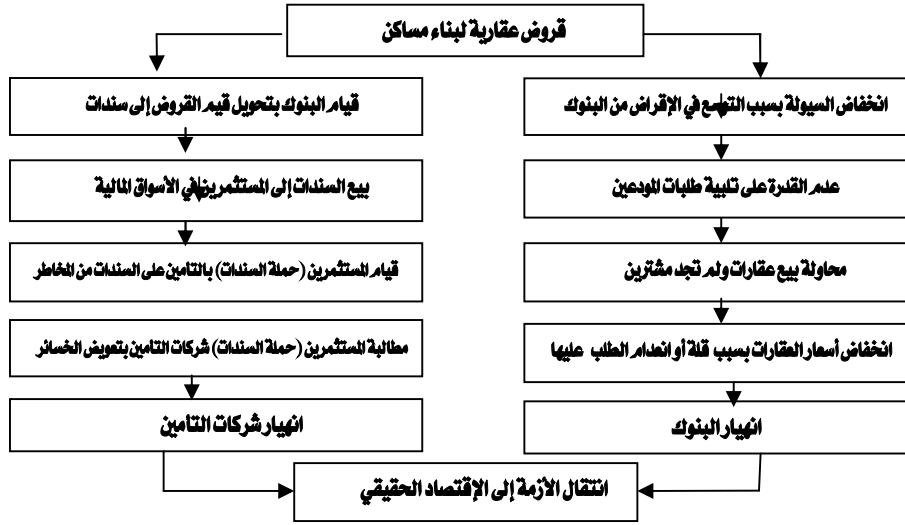 قروض عقارية لبناء مساكن
انخفاض السيولة بسبب التوسع في الإقراض من البنوك
عدم القدرة على تلبية طلبات المودعين
محاولة بيع عقارات ولم تجد مشترين
انخفاض أسعار العقارات بسبب قلة أو انعدام الطلب عليها
انهيار البنوك
قيام البنوك بتحويل قيم القروض إلى سندات
بيع السندات إلى المستثمرين في الأسواق المالية
قيام المستثمرين (حملة السندات) بالتامين على السندات من المخاطر
مطالبة المستثمرين (حملة السندات) شركات التامين بتعويض الخسائر
انهيار شركات التامين
انتقال الأزمة إلى الإقتصاد الحقيقي